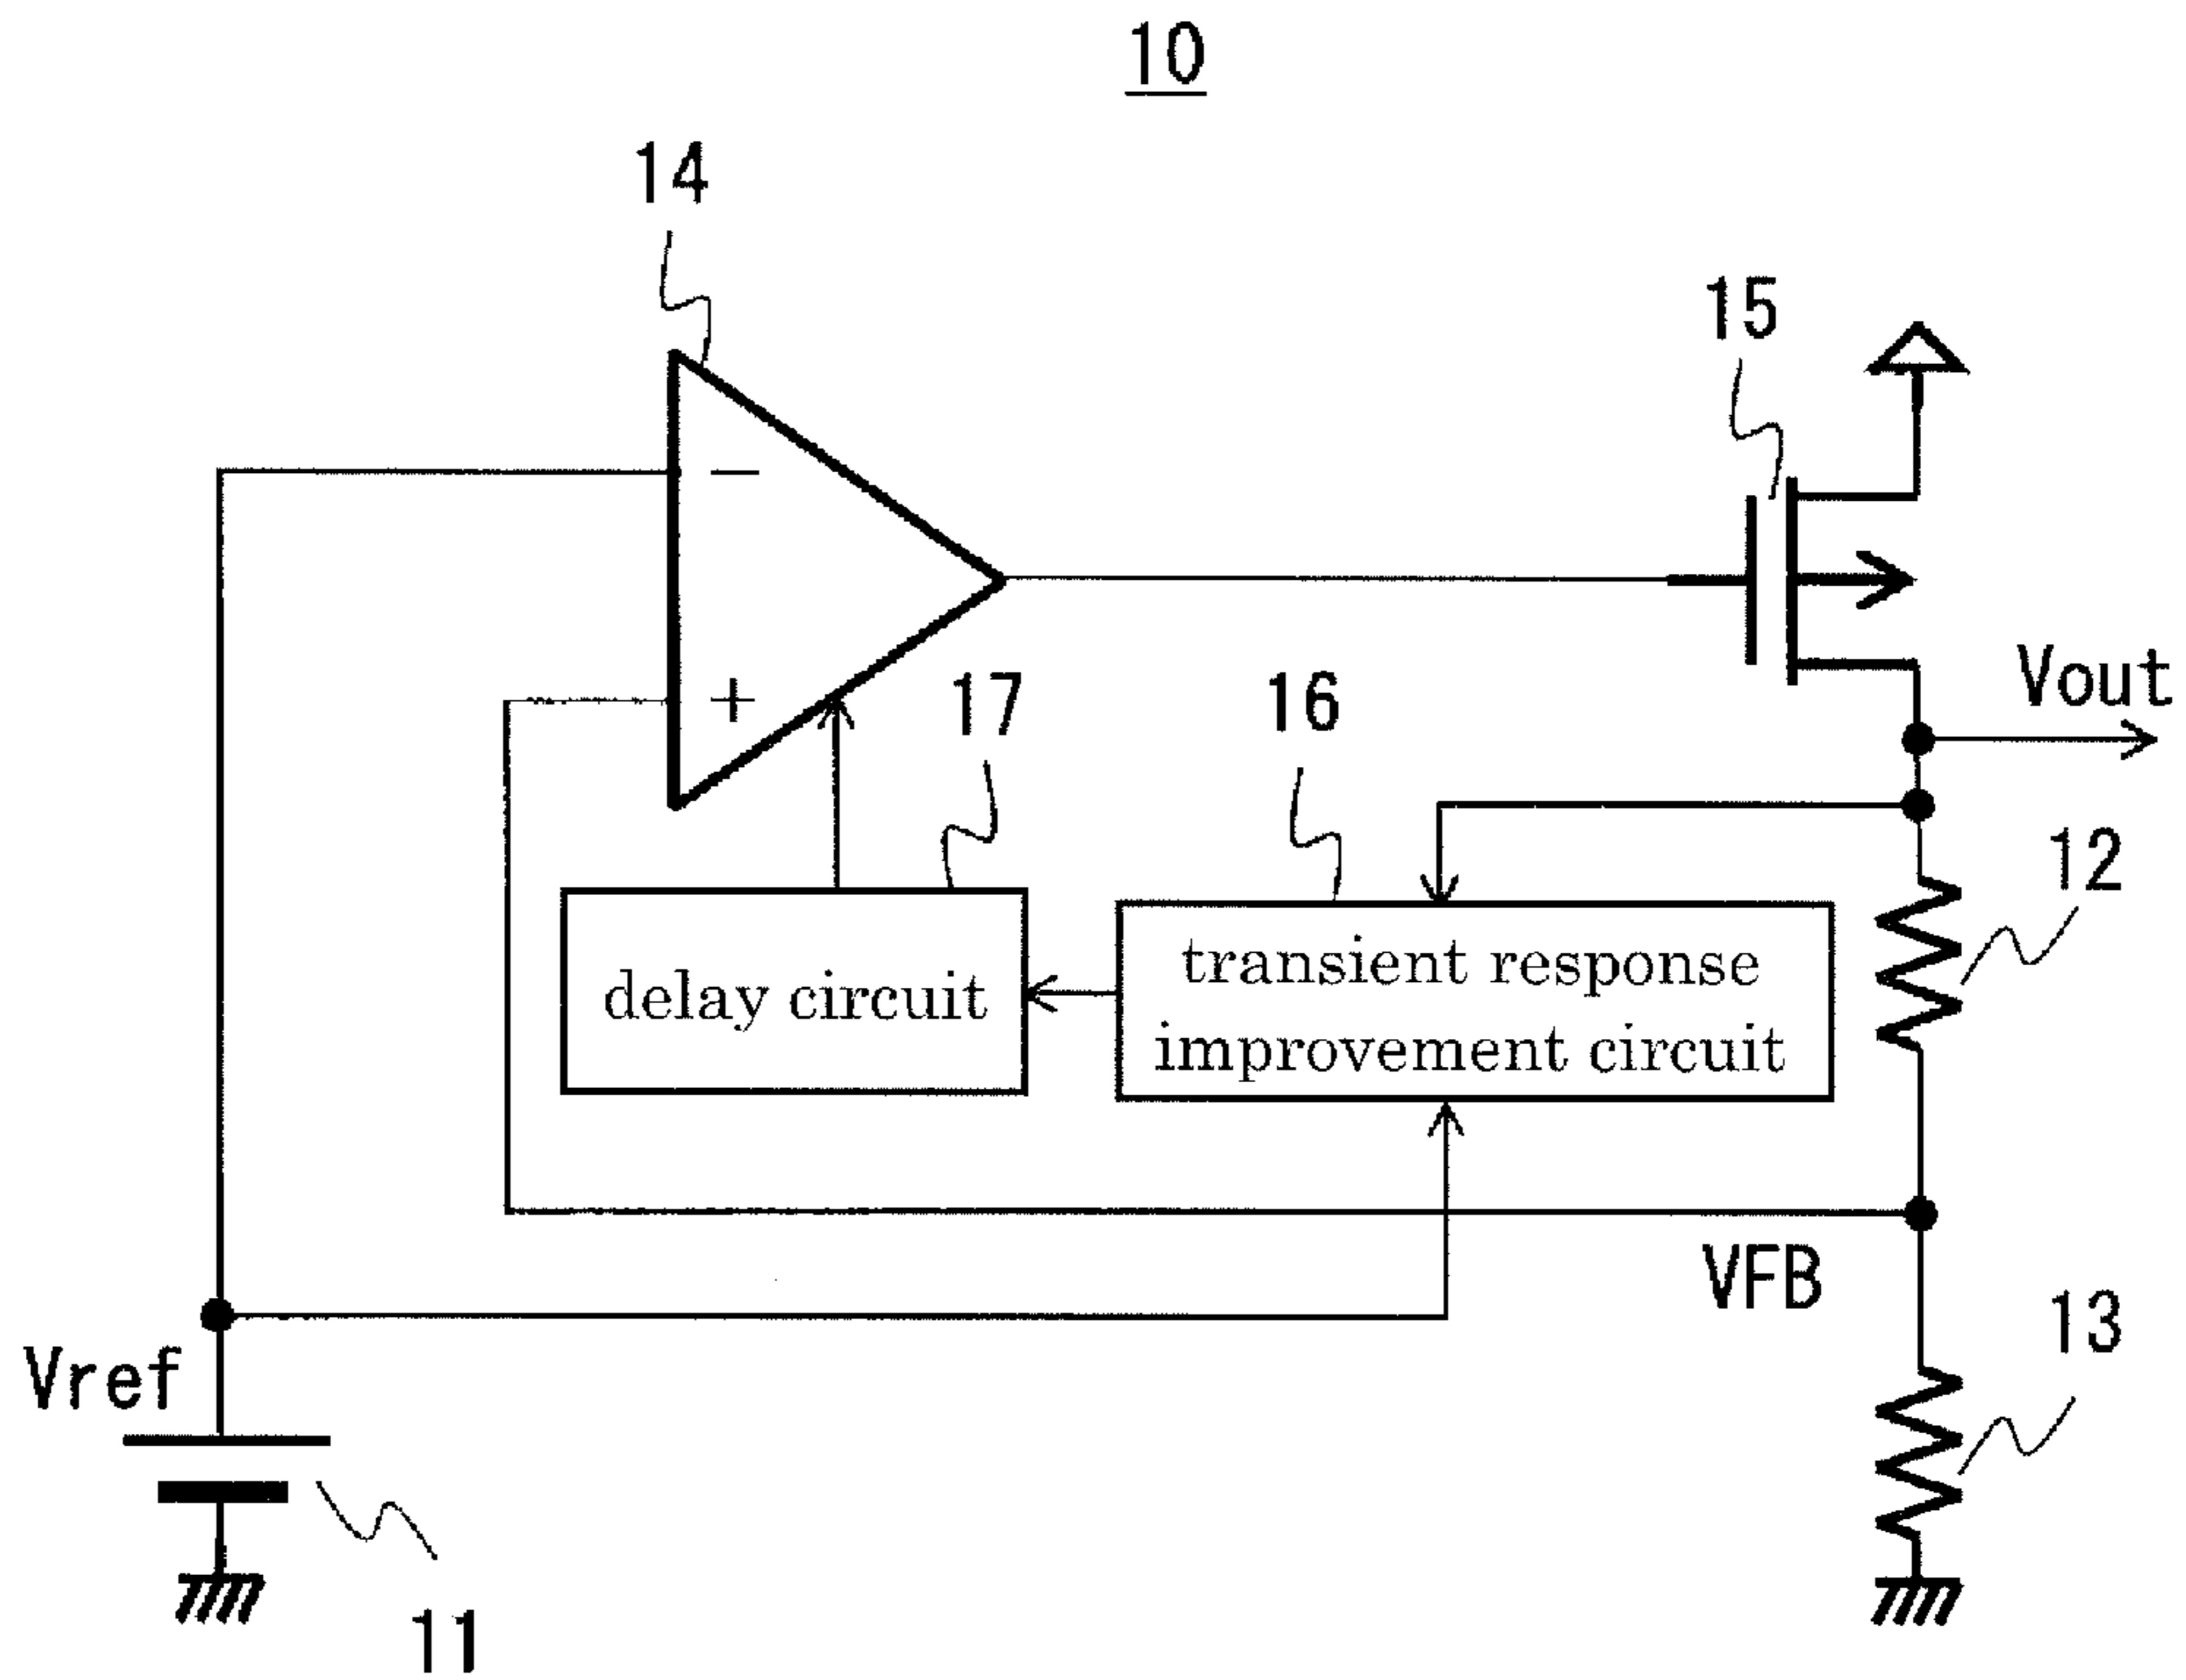 10
14
15
−
+
17
16
Vout
12
delay circuit
transient response
improvement circuit
VFB
13
Vref
11